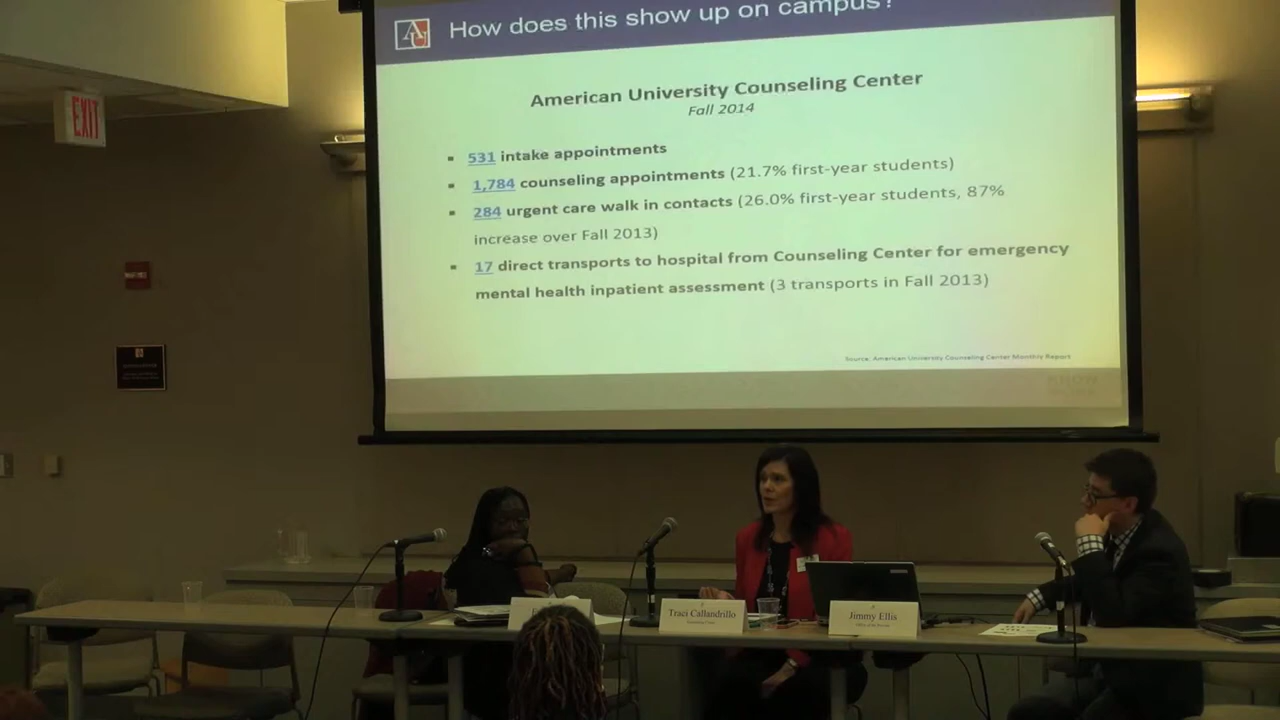 How does this show up on campus?
American University Counseling Center
Fall 2014
531 intake appointments
1,784 counseling appointments (21.7% first-year students)
284 urgent care walk in contacts (26.0% first-year students, 87%
increase over Fall 2013)
17 direct transports to hospital from Counseling Center for emergency
mental health inpatient assessment (3 transports in Fall 2013)
Source: American University Counseling Center Monthly Report
EXIT
Traci Callandrillo
Jimmy Ellis